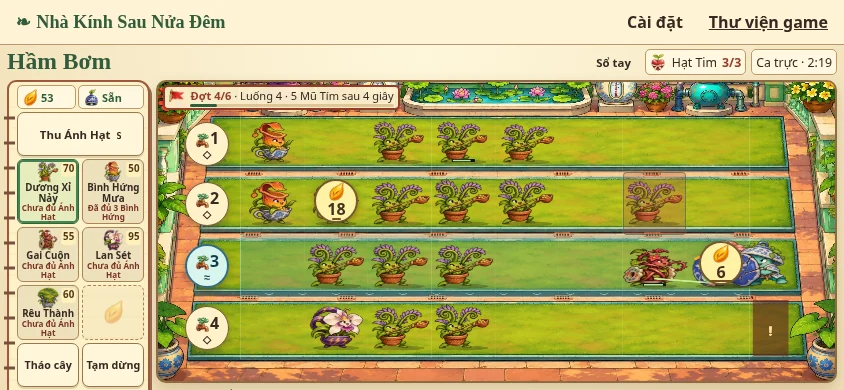 ❧ Nhà Kính Sau Nửa Đêm
Cài đặt
Thư viện game
Hầm Bơm
Sổ tay
Hạt Tim 3/3
Ca trực · 2:19
53
Sẵn
Đợt 4/6 · Luống 4 · 5 Mũ Tím sau 4 giây
Thu Ánh Hạt S
70
Dương Xỉ
Nảy
Chưa đủ Ánh
Hạt
50
Bình Hứng
Mưa
Đã đủ 3 Bình
Hứng
55
Gai Cuộn
Chưa đủ Ánh
Hạt
95
Lan Sét
Chưa đủ Ánh
Hạt
60
Rêu Thành
Chưa đủ Ánh
Hạt
Tháo cây
Tạm dừng
1
2
18
3
6
4
!